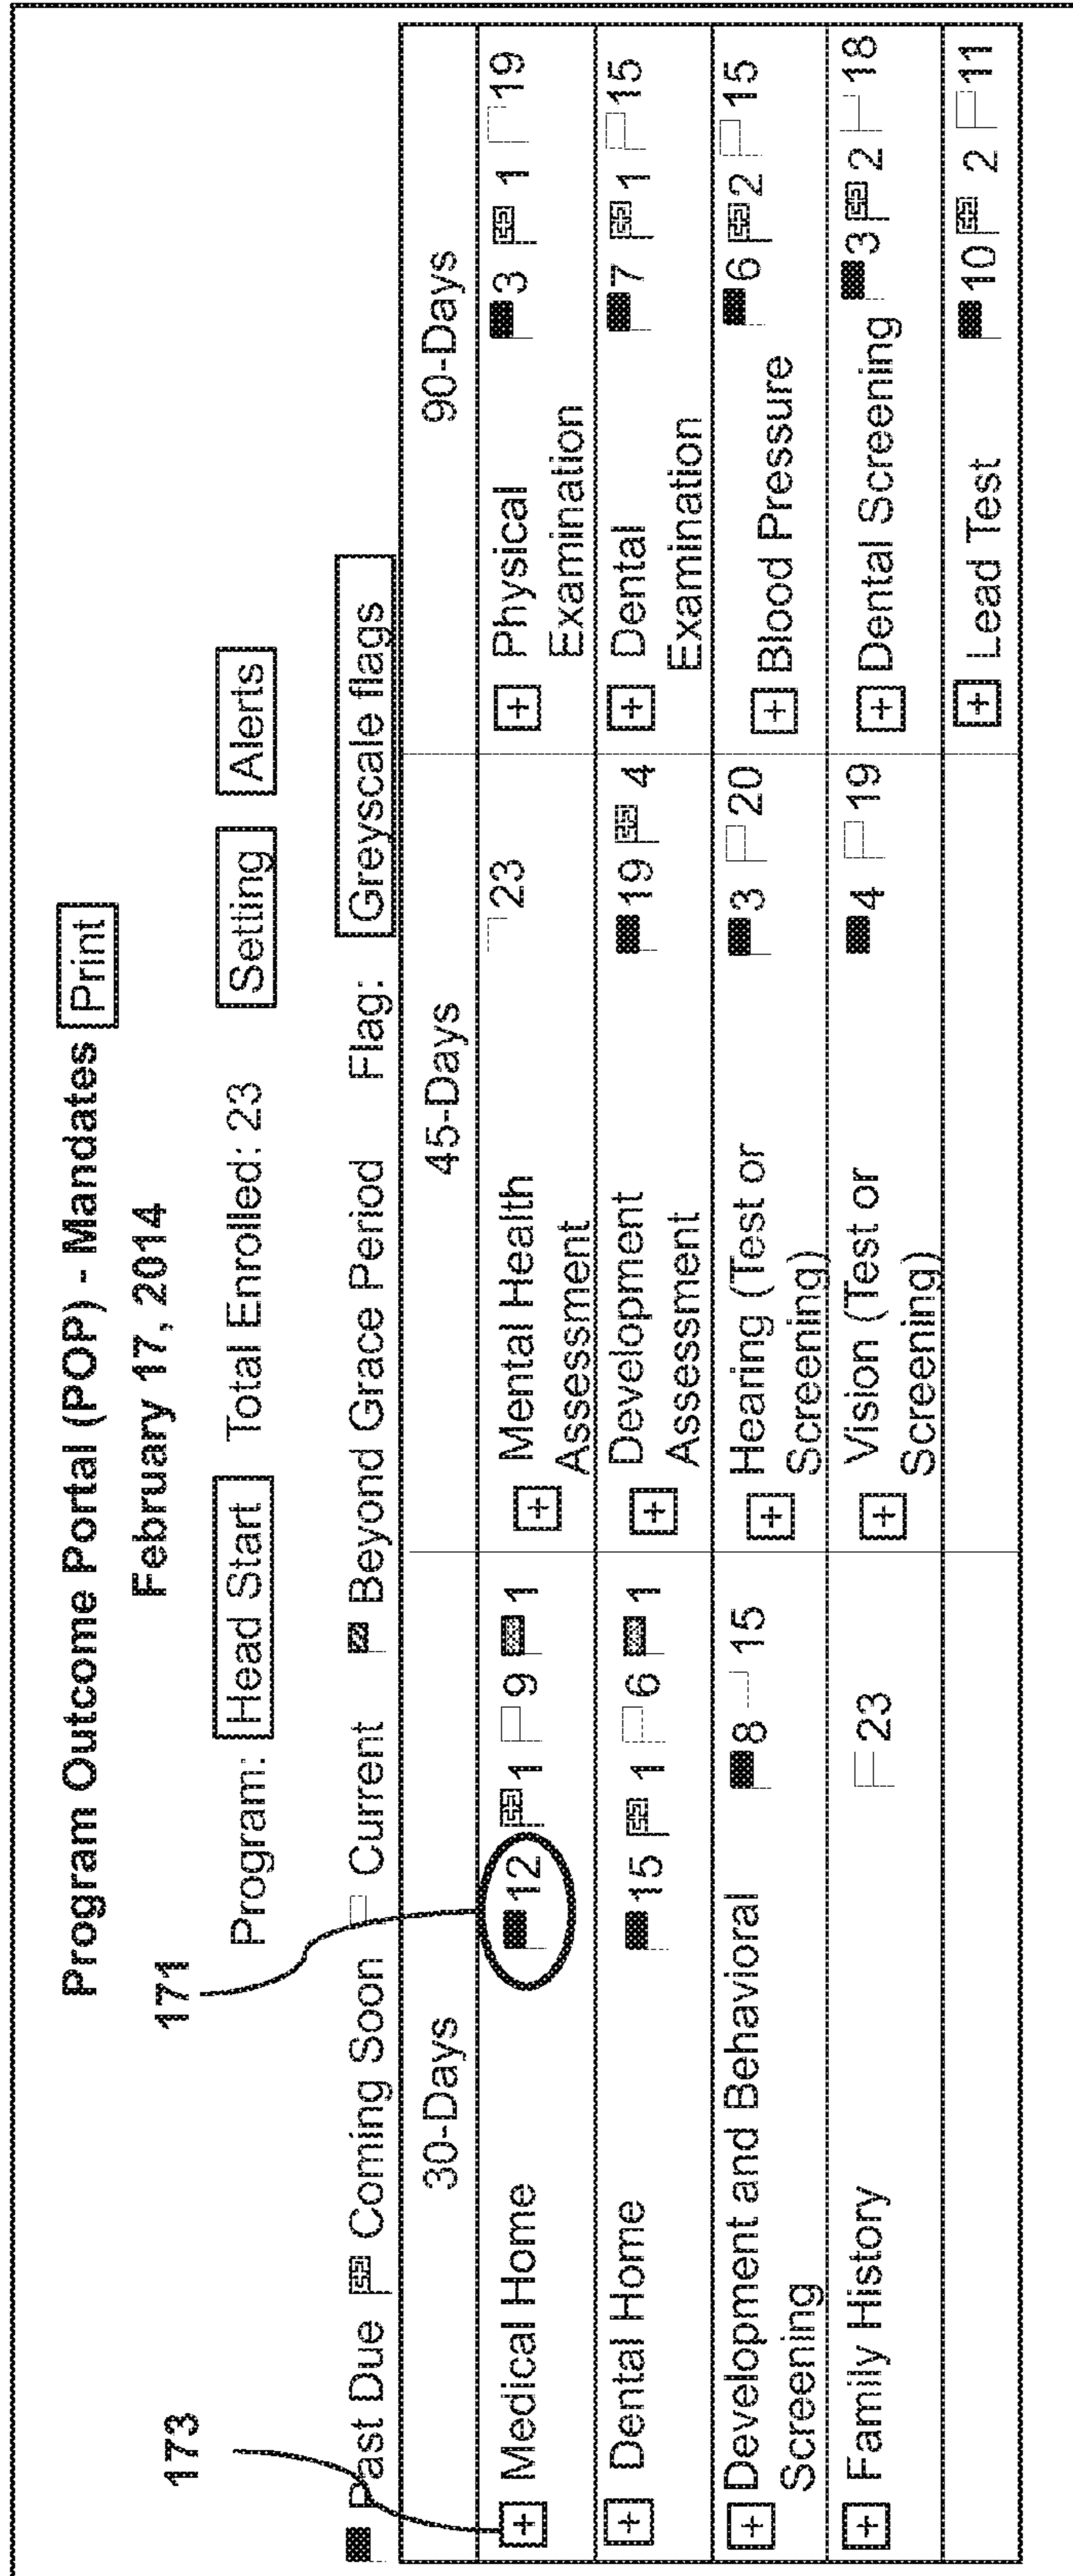 Program Outcome Portal (POP) - Mandates Print
February 17, 2014
171
173
Program: Head Start Total Enrolled: 23 Setting Alerts
Past Due Coming Soon Current Beyond Grace Period Flag: Greyscale flags
30-Days 45-Days 90-Days
+ Medical Home 12 1 9 1 + Mental Health 23 + Physical 3 1 19
Assessment Examination
+ Dental Home 15 1 6 1 + Development 19 4 + Dental 7 1 15
Assessment Examination
+ Development and Behavioral 8 15 + Hearing (Test or 3 20 + Blood Pressure 6 2 15
Screening Screening)
+ Family History 23 + Vision (Test or 4 19 + Dental Screening 3 2 18
Screening)
+ Lead Test 10 2 11